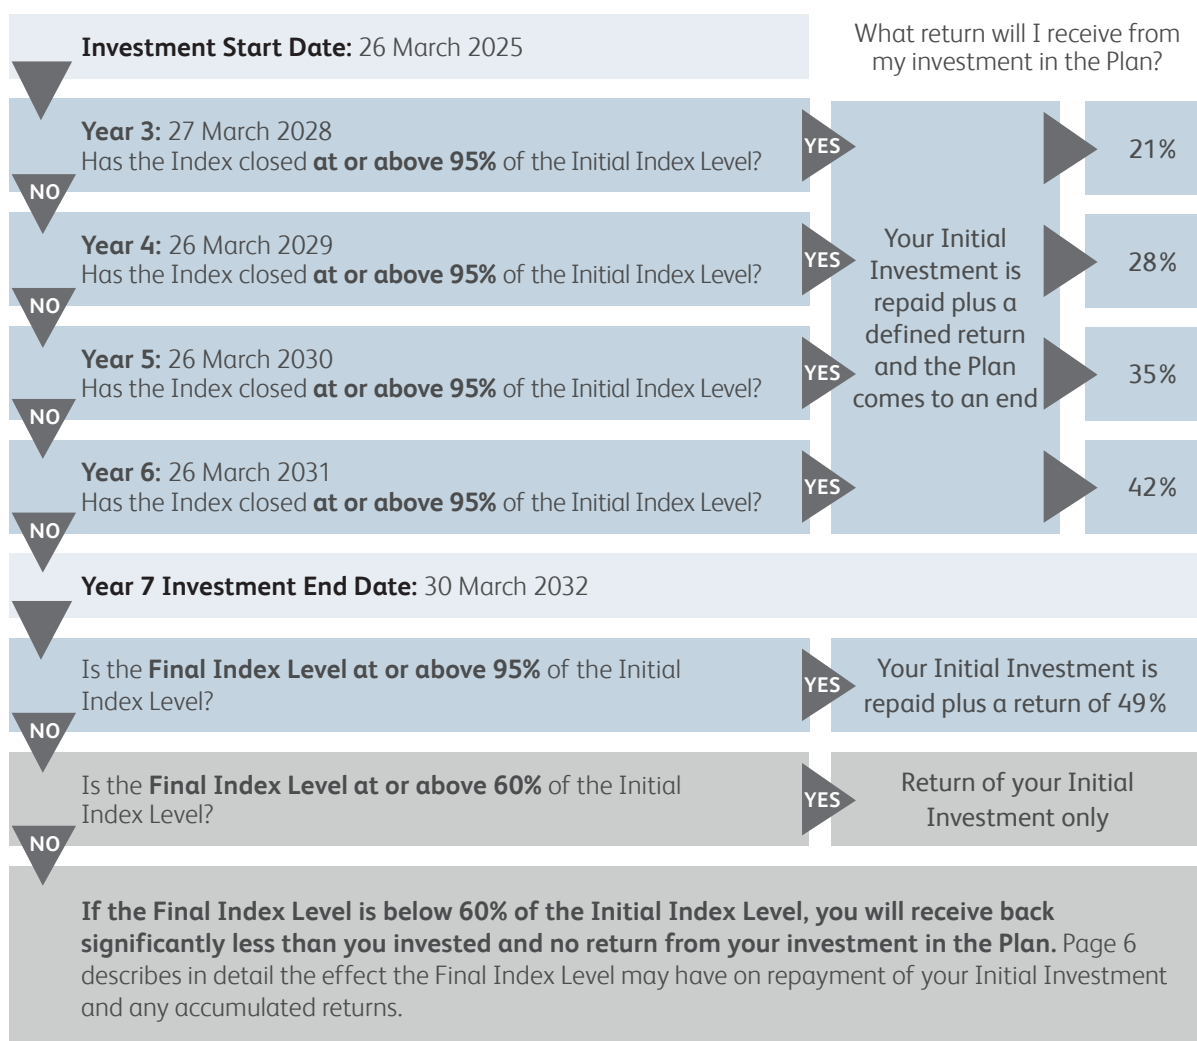 Investment Start Date: 26 March 2025
What return will I receive from
my investment in the Plan?
Year 3: 27 March 2028
Has the Index closed at or above 95% of the Initial Index Level?
YES
21%
NO
Year 4: 26 March 2029
Has the Index closed at or above 95% of the Initial Index Level?
YES
28%
NO
Year 5: 26 March 2030
Has the Index closed at or above 95% of the Initial Index Level?
YES
35%
NO
Year 6: 26 March 2031
Has the Index closed at or above 95% of the Initial Index Level?
YES
42%
NO
Your Initial
Investment is
repaid plus a
defined return
and the Plan
comes to an end
Year 7 Investment End Date: 30 March 2032
Is the Final Index Level at or above 95% of the Initial
Index Level?
YES
Your Initial Investment is
repaid plus a return of 49%
NO
Is the Final Index Level at or above 60% of the Initial
Index Level?
YES
Return of your Initial
Investment only
NO
If the Final Index Level is below 60% of the Initial Index Level, you will receive back
significantly less than you invested and no return from your investment in the Plan. Page 6
describes in detail the effect the Final Index Level may have on repayment of your Initial Investment
and any accumulated returns.